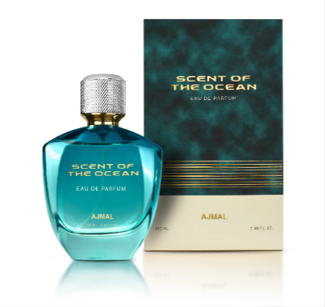 SCENT OF
THE OCEAN
EAU DE PARFUM
AJMAL
SCENT OF
THE OCEAN
EAU DE PARFUM
AJMAL